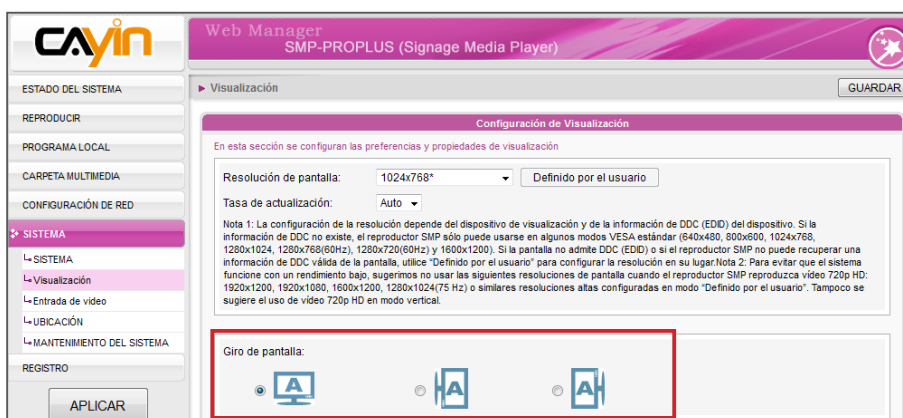 CAYIN
Web Manager
SMP-PROPLUS (Signage Media Player)
ESTADO DEL SISTEMA
REPRODUCIR
PROGRAMA LOCAL
CARPETA MULTIMEDIA
CONFIGURACIÓN DE RED
SISTEMA
SISTEMA
Visualización
Entrada de video
UBICACIÓN
MANTENIMIENTO DEL SISTEMA
REGISTRO
APLICAR
Visualización
GUARDAR
Configuración de Visualización
En esta sección se configuran las preferencias y propiedades de visualización
Resolución de pantalla: 1024x768* Definido por el usuario
Tasa de actualización: Auto
Nota 1: La configuración de la resolución depende del dispositivo de visualización y de la información de DDC (EDID) del dispositivo. Si la
información de DDC no existe, el reproductor SMP sólo puede usarse en algunos modos VESA estándar (640x480, 800x600, 1024x768,
1280x1024, 1280x768(60Hz), 1280x720(60Hz) y 1600x1200). Si la pantalla no admite DDC (EDID) o si el reproductor SMP no puede recuperar una
información de DDC válida de la pantalla, utilice "Definido por el usuario" para configurar la resolución en su lugar.Nota 2: Para evitar que el sistema
funcione con un rendimiento bajo, sugerimos no usar las siguientes resoluciones de pantalla cuando el reproductor SMP reproduzca vídeo 720p HD:
1920x1200, 1920x1080, 1600x1200, 1280x1024(75 Hz) o similares resoluciones altas configuradas en modo "Definido por el usuario". Tampoco se
sugiere el uso de vídeo 720p HD en modo vertical.
Giro de pantalla:
A A A